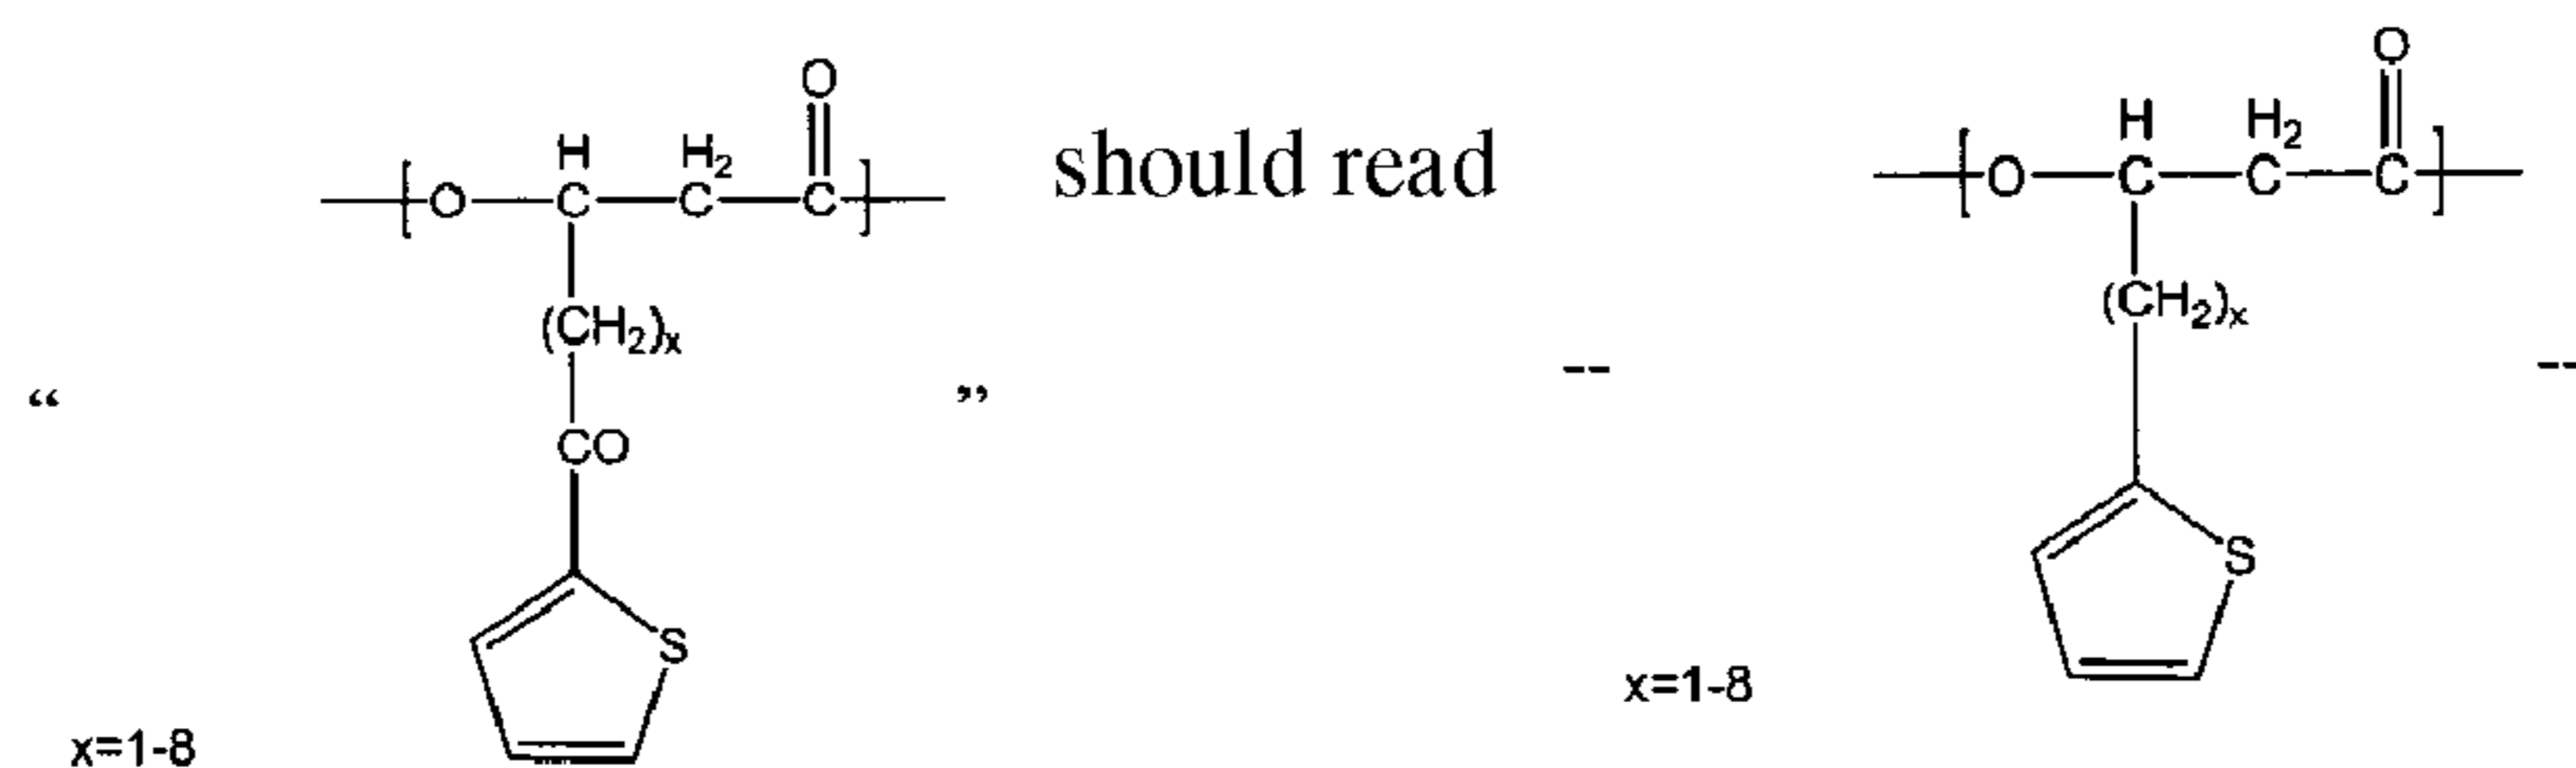 O
H H₂
[O C C C]
(CH₂)ₓ
CO
S
x=1-8
“ ” should read -- --
O
H H₂
[O C C C]
(CH₂)ₓ
S
x=1-8